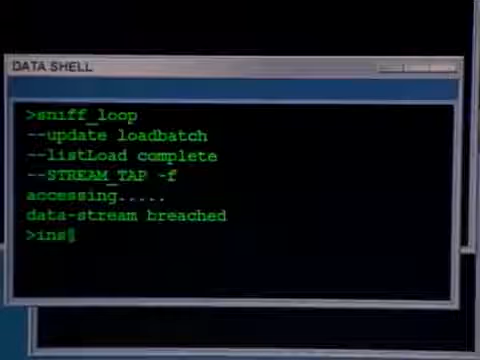 DATA SHELL
>sniff_loop
--update loadbatch
--listLoad complete
--STREAM_TAP -f
accessing.....
data-stream breached
>ins